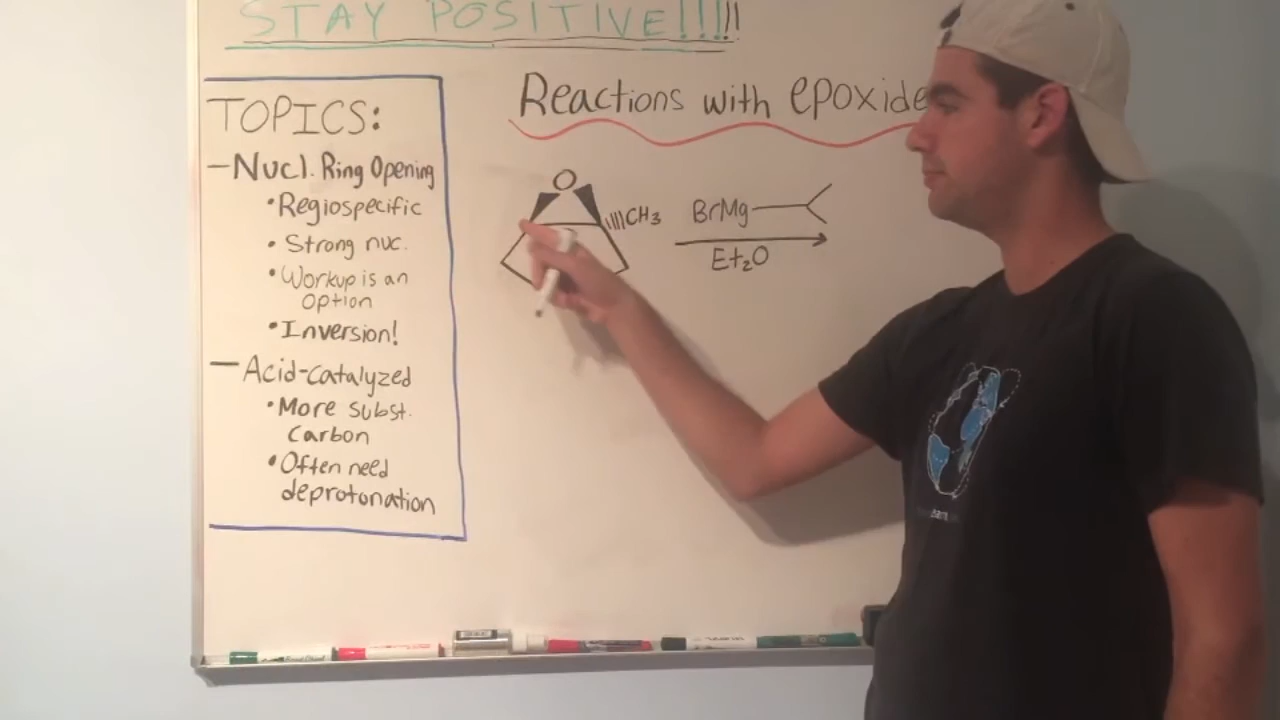 STAY POSITIVE!!!!!
TOPICS:
-Nucl. Ring Opening
•Regiospecific
•Strong nuc.
•Workup is an
option
•Inversion!
-Acid-catalyzed
•More subst.
carbon
•Often need
deprotonation
Reactions with epoxide
O
CH3
BrMg
Et2O